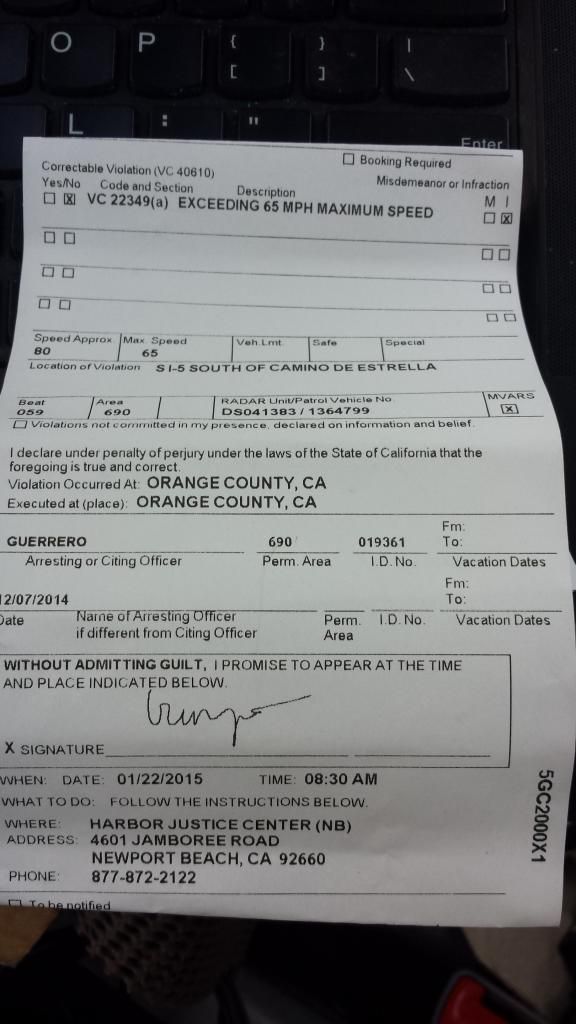 O P { [ } ] | \
L : "
Enter
Correctable Violation (VC 40610) Booking Required
Yes/No Code and Section Description Misdemeanor or Infraction
M I
VC 22349(a) EXCEEDING 65 MPH MAXIMUM SPEED
Speed Approx Max Speed Veh.Lmt. Safe Special
80 65
Location of Violation S I-5 SOUTH OF CAMINO DE ESTRELLA
Beat Area RADAR Unit/Patrol Vehicle No. MVARS
059 690 DS041383 / 1364799 X
Violations not committed in my presence, declared on information and belief.
I declare under penalty of perjury under the laws of the State of California that the
foregoing is true and correct.
Violation Occurred At: ORANGE COUNTY, CA
Executed at (place): ORANGE COUNTY, CA
Fm:
GUERRERO 690 019361 To:
Arresting or Citing Officer Perm. Area I.D. No. Vacation Dates
Fm:
12/07/2014 To:
Date Name of Arresting Officer Perm. I.D. No. Vacation Dates
if different from Citing Officer Area
WITHOUT ADMITTING GUILT, I PROMISE TO APPEAR AT THE TIME
AND PLACE INDICATED BELOW.
X SIGNATURE
WHEN: DATE: 01/22/2015 TIME: 08:30 AM
WHAT TO DO: FOLLOW THE INSTRUCTIONS BELOW.
WHERE: HARBOR JUSTICE CENTER (NB)
ADDRESS: 4601 JAMBOREE ROAD
NEWPORT BEACH, CA 92660
PHONE: 877-872-2122
To be notified
5GC2000X1